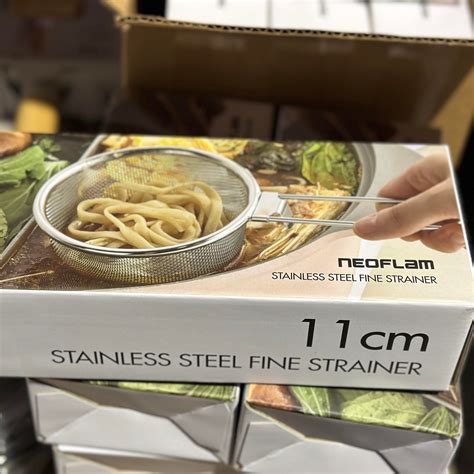 NEOFLAM
STAINLESS STEEL FINE STRAINER
11cm
STAINLESS STEEL FINE STRAINER